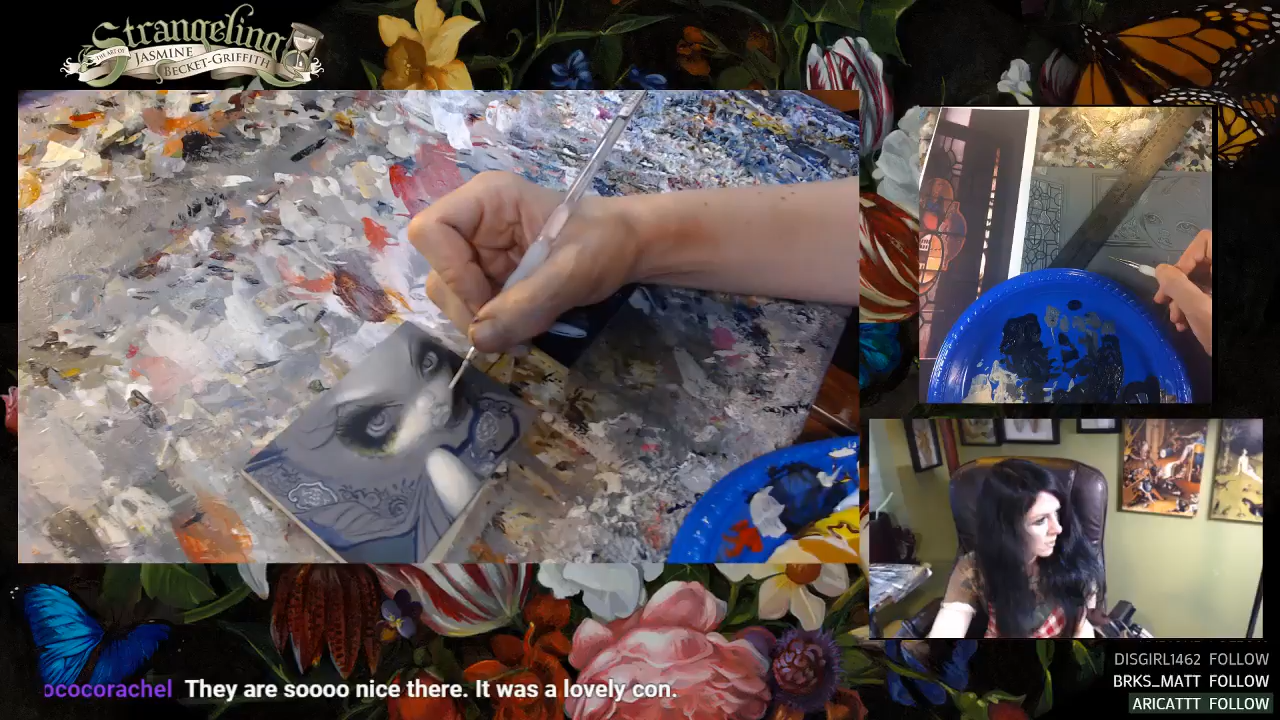 Strangeling
THE ART OF
JASMINE
BECKET-GRIFFITH
ococorachel They are soooo nice there. It was a lovely con.
DISGIRL1462 FOLLOW
BRKS_MATT FOLLOW
ARICATTT FOLLOW